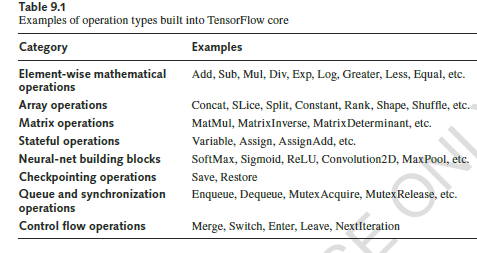 Table 9.1
Examples of operation types built into TensorFlow core
Category Examples
Element-wise mathematical Add, Sub, Mul, Div, Exp, Log, Greater, Less, Equal, etc.
operations
Array operations Concat, SLice, Split, Constant, Rank, Shape, Shuffle, etc.
Matrix operations MatMul, MatrixInverse, MatrixDeterminant, etc.
Stateful operations Variable, Assign, AssignAdd, etc.
Neural-net building blocks SoftMax, Sigmoid, ReLU, Convolution2D, MaxPool, etc.
Checkpointing operations Save, Restore
Queue and synchronization Enqueue, Dequeue, MutexAcquire, MutexRelease, etc.
operations
Control flow operations Merge, Switch, Enter, Leave, NextIteration